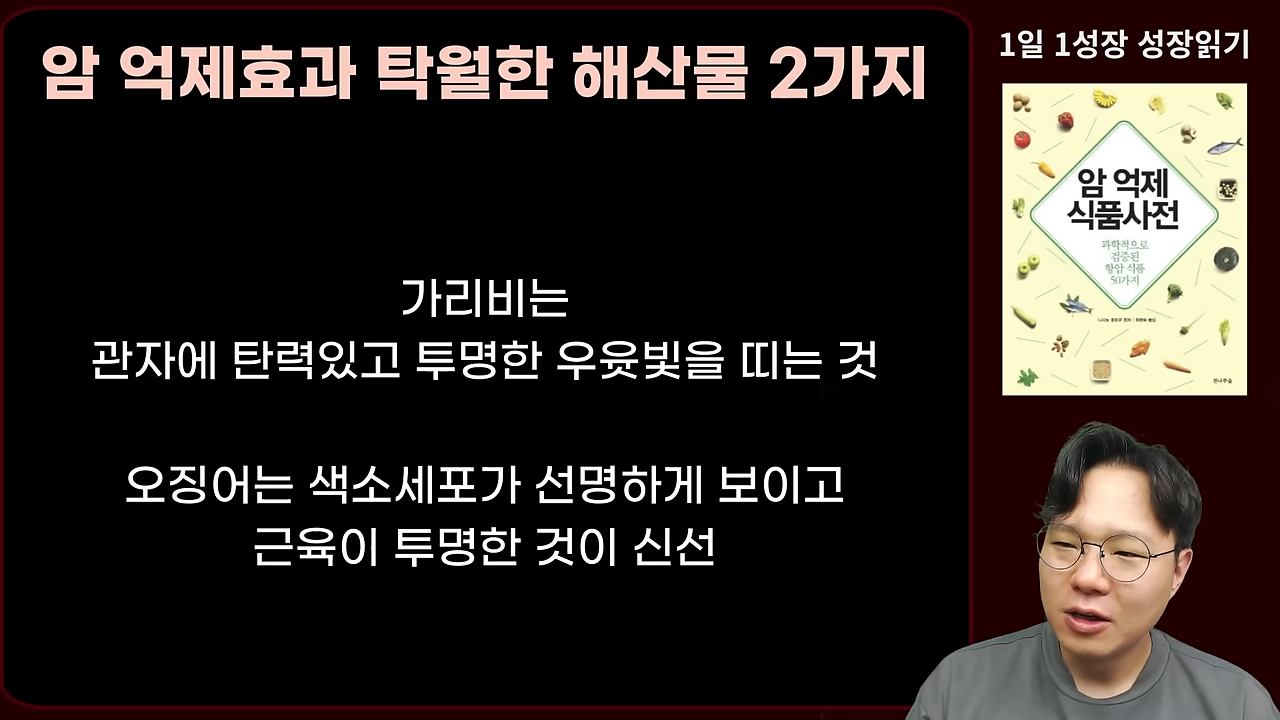 암 억제효과 탁월한 해산물 2가지
가리비는
관자에 탄력있고 투명한 우윳빛을 띠는 것
오징어는 색소세포가 선명하게 보이고
근육이 투명한 것이 신선
1일 1성장 성장읽기
암 억제
식품사전
과학적으로
검증된
항암 식품
50가지
전나무숲